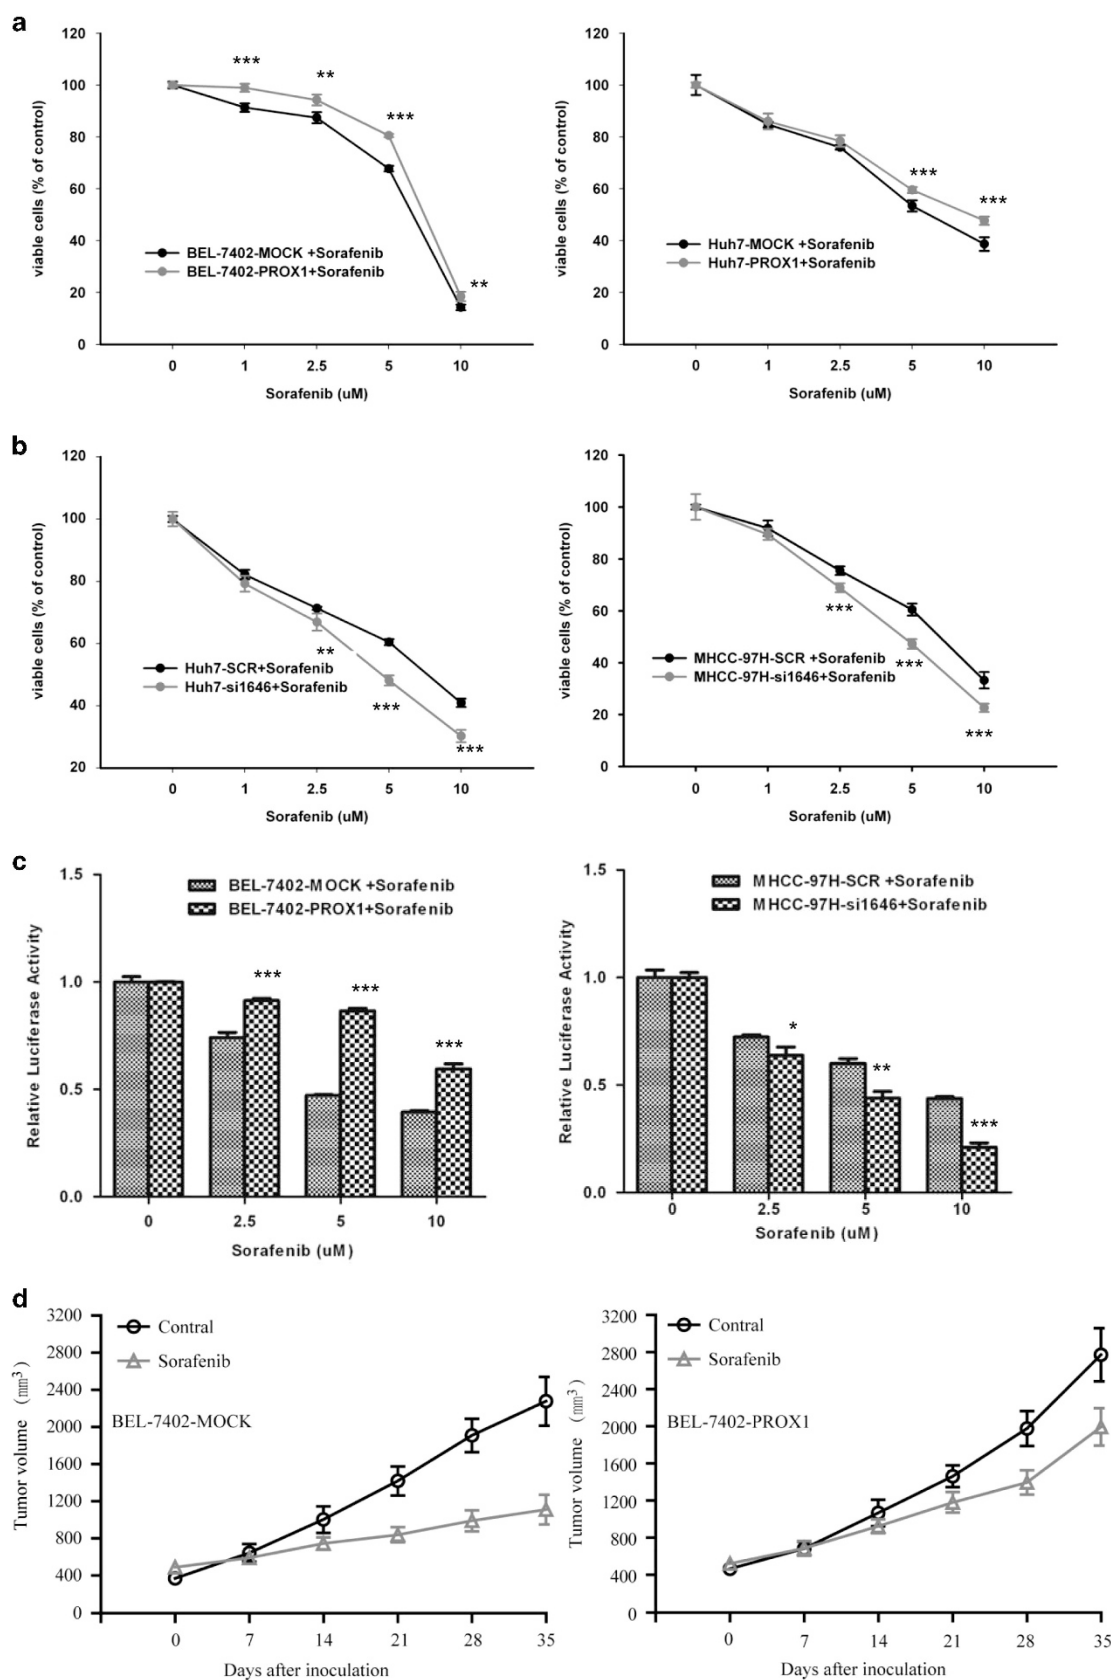 a
120
100
80
60
40
20
0
viable cells (% of control)
***
**
***
**
BEL-7402-MOCK +Sorafenib
BEL-7402-PROX1+Sorafenib
0 1 2.5 5 10
Sorafenib (uM)
120
100
80
60
40
20
0
viable cells (% of control)
***
***
Huh7-MOCK +Sorafenib
Huh7-PROX1+Sorafenib
0 1 2.5 5 10
Sorafenib (uM)
b
120
100
80
60
40
20
viable cells (% of control)
Huh7-SCR+Sorafenib
Huh7-si1646+Sorafenib
**
***
***
0 1 2.5 5 10
Sorafenib (uM)
120
100
80
60
40
20
0
viable cells (% of control)
***
MHCC-97H-SCR +Sorafenib
MHCC-97H-si1646+Sorafenib
***
***
0 1 2.5 5 10
Sorafenib (uM)
c
1.5
1.0
0.5
0.0
Relative Luciferase Activity
BEL-7402-MOCK +Sorafenib
BEL-7402-PROX1+Sorafenib
***
***
***
0 2.5 5 10
Sorafenib (uM)
1.5
1.0
0.5
0.0
Relative Luciferase Activity
MHCC-97H-SCR +Sorafenib
MHCC-97H-si1646+Sorafenib
*
**
***
0 2.5 5 10
Sorafenib (uM)
d
3200
2800
2400
2000
1600
1200
800
400
0
Tumor volume (mm³)
Contral
Sorafenib
BEL-7402-MOCK
0 7 14 21 28 35
Days after inoculation
3200
2800
2400
2000
1600
1200
800
400
0
Tumor volume (mm³)
Contral
Sorafenib
BEL-7402-PROX1
0 7 14 21 28 35
Days after inoculation